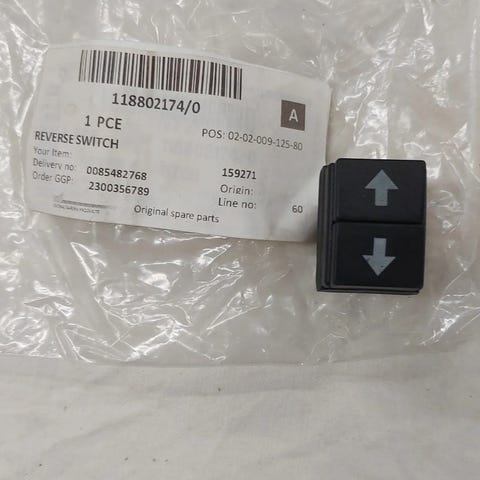 118802174/0
A
1 PCE
POS: 02-02-009-125-80
REVERSE SWITCH
Your Item:
Delivery no: 0085482768 159271
Order GGP: 2300356789 Origin:
Line no: 60
Original spare parts